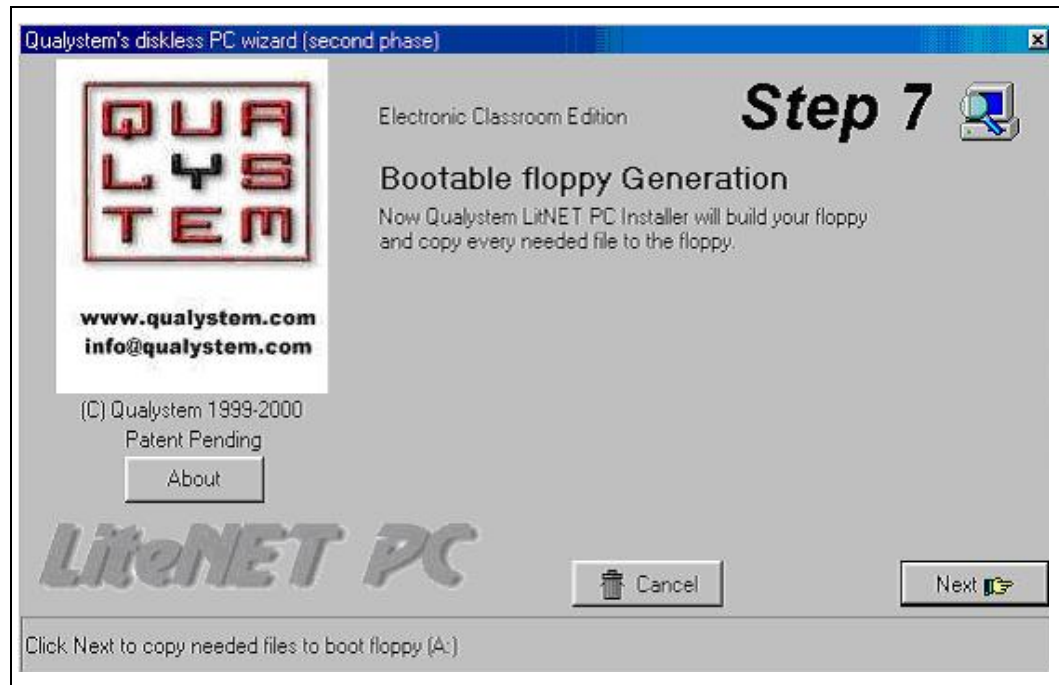 Qualystem's diskless PC wizard (second phase)
QUA
LYS
TEM
www.qualystem.com
info@qualystem.com
(C) Qualystem 1999-2000
Patent Pending
About
Electronic Classroom Edition
Step 7
Bootable floppy Generation
Now Qualystem LitNET PC Installer will build your floppy
and copy every needed file to the floppy.
LiteNET PC
Cancel
Next
Click Next to copy needed files to boot floppy (A:)